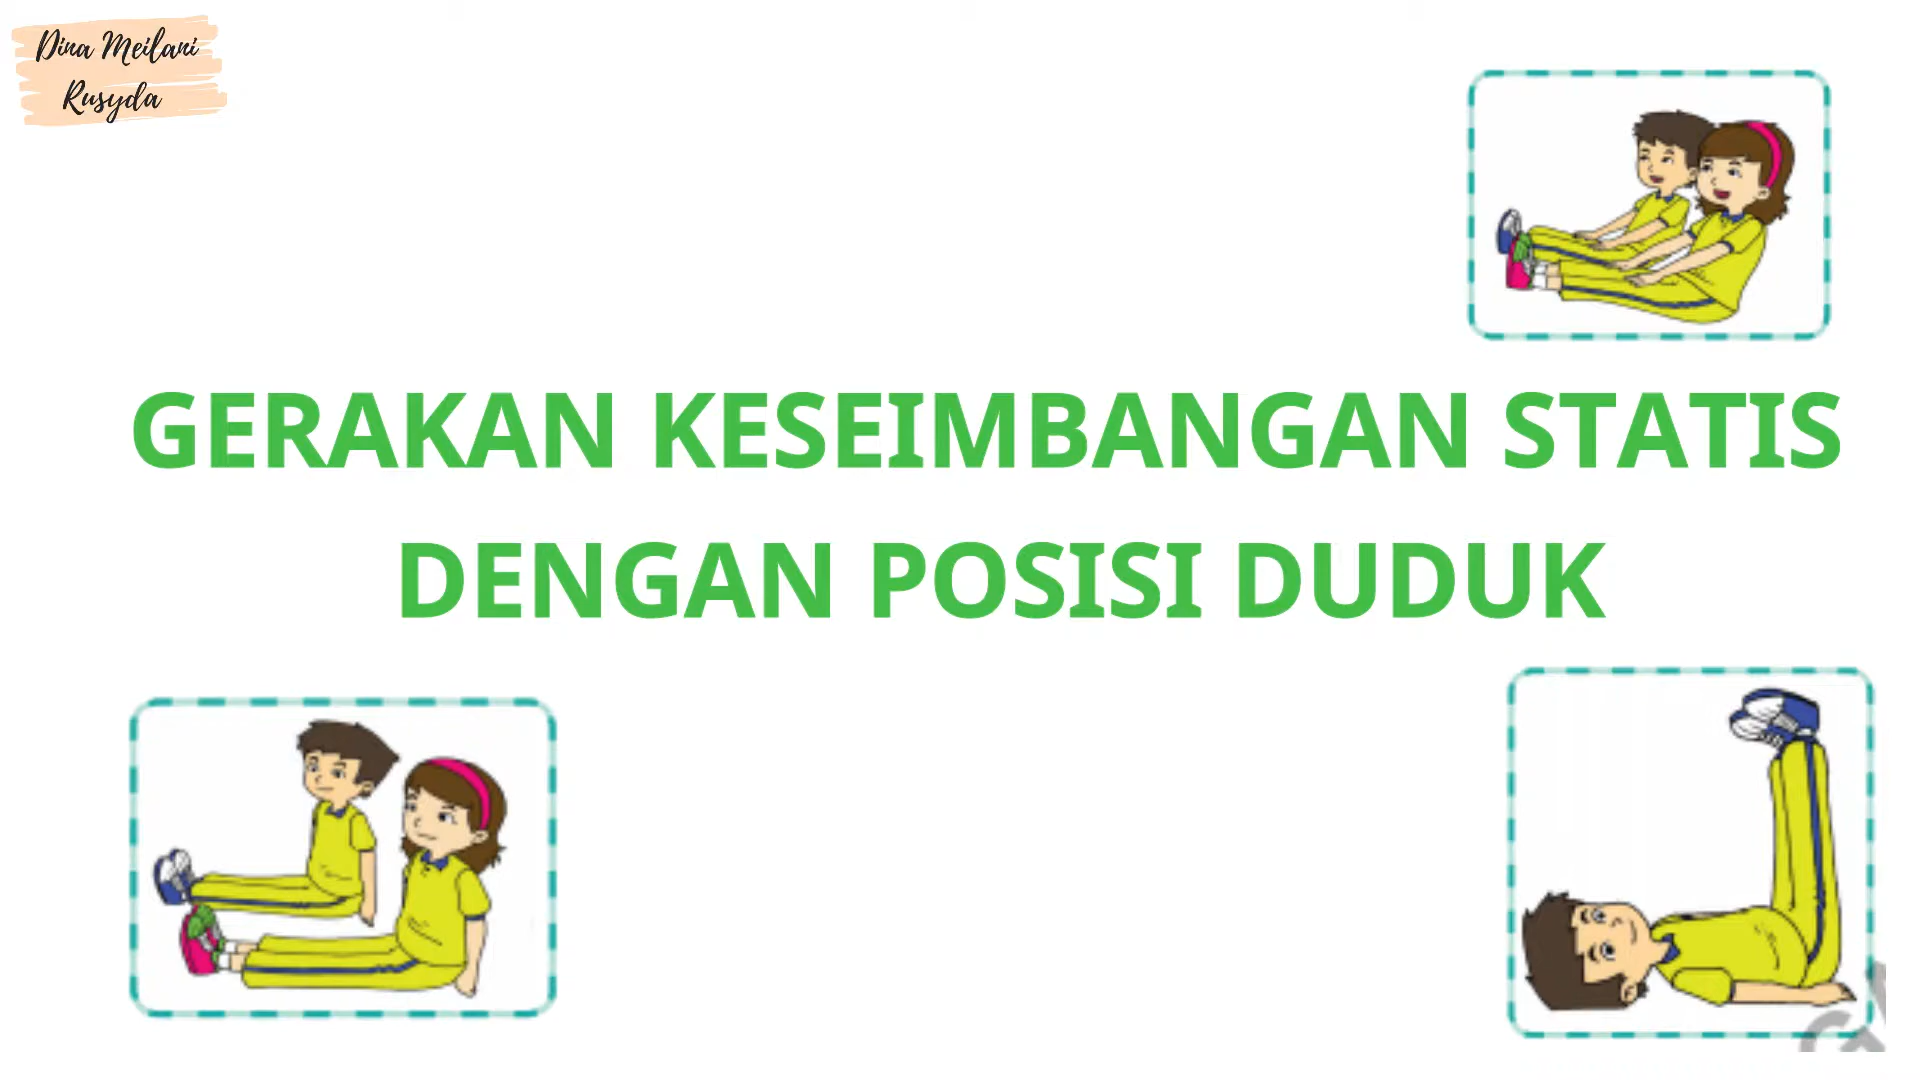 Dina Meilani
Rusyda
GERAKAN KESEIMBANGAN STATIS
DENGAN POSISI DUDUK